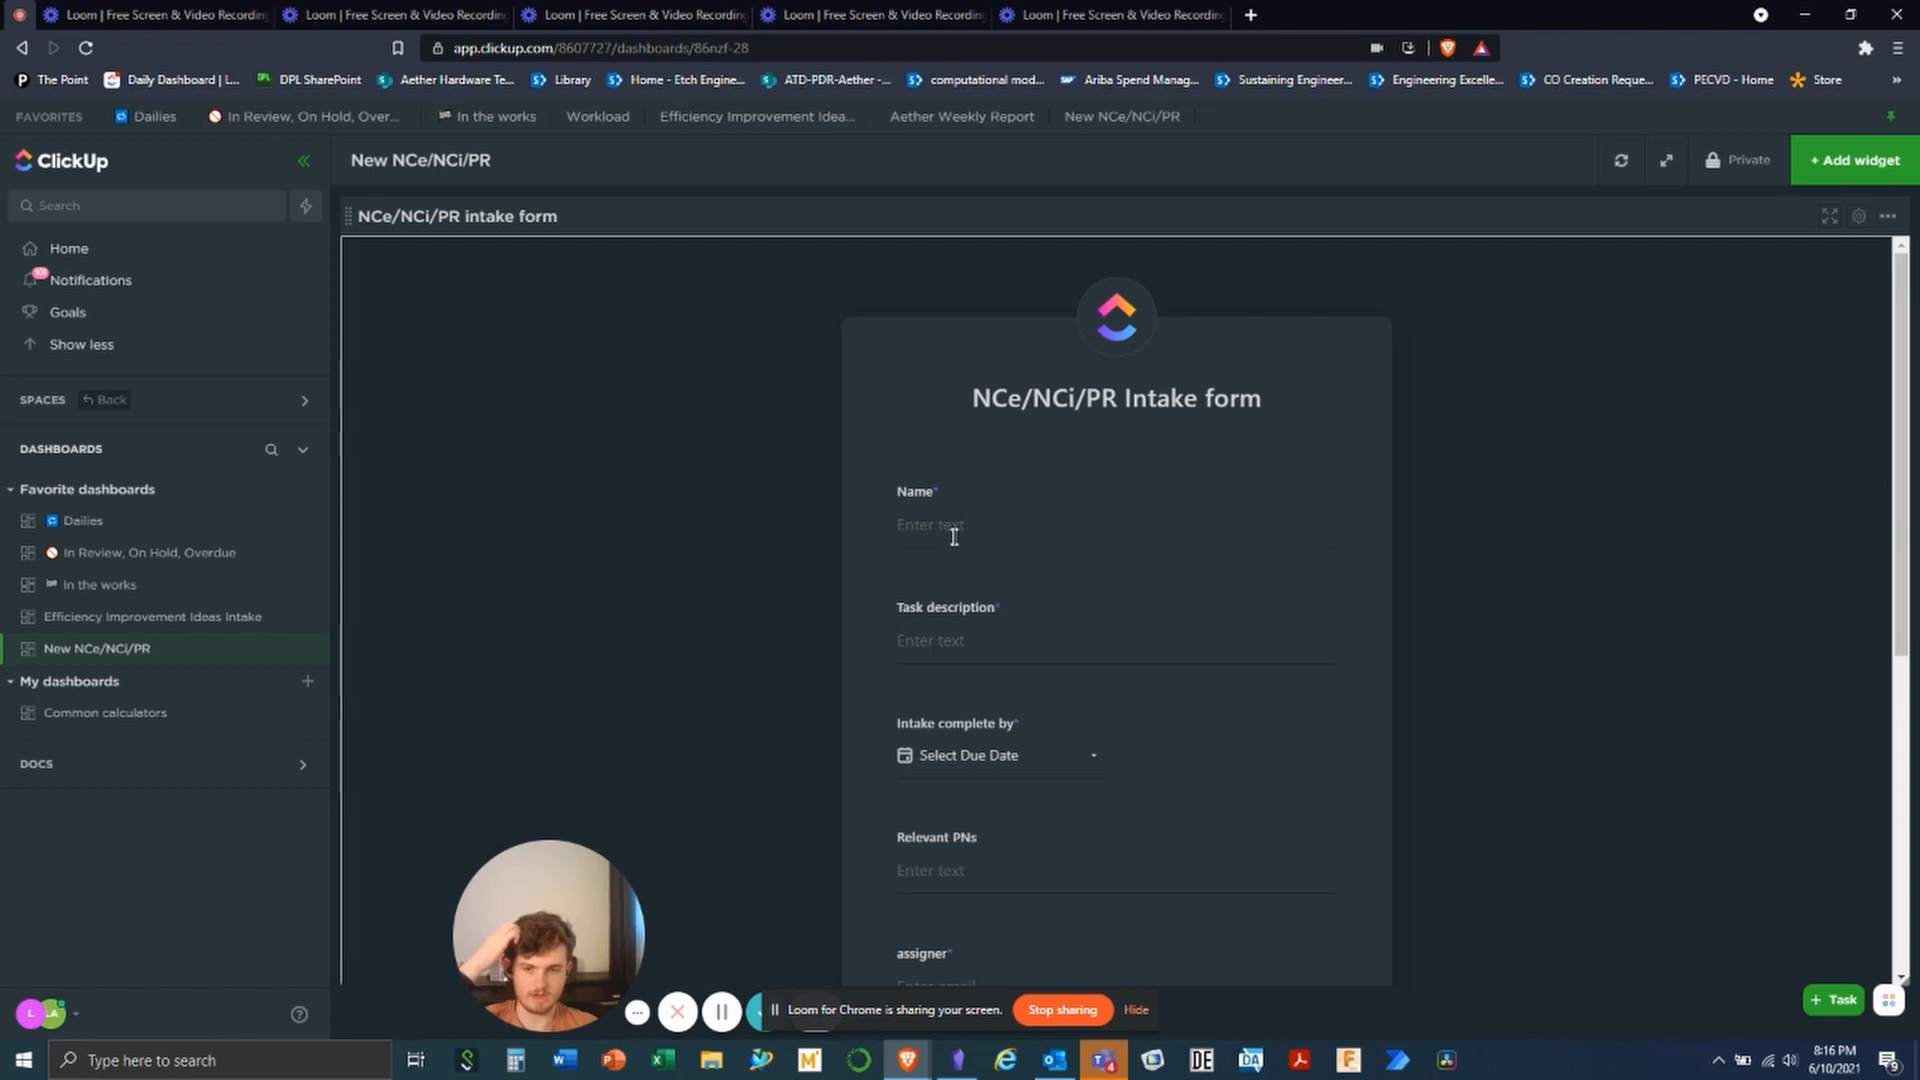 Loom | Free Screen & Video Recording
Loom | Free Screen & Video Recording
Loom | Free Screen & Video Recording
Loom | Free Screen & Video Recording
Loom | Free Screen & Video Recording
app.clickup.com/8607727/dashboards/86nzf-28
The Point
Daily Dashboard | L...
DPL SharePoint
Aether Hardware Te...
Library
Home - Etch Engine...
ATD-PDR-Aether -...
computational mod...
Ariba Spend Manag...
Sustaining Engineer...
Engineering Excelle...
CO Creation Reque...
PECVD - Home
Store
FAVORITES
Dailies
In Review, On Hold, Over...
In the works
Workload
Efficiency Improvement Idea...
Aether Weekly Report
New NCe/NCi/PR
ClickUp
New NCe/NCi/PR
Private
+ Add widget
Search
NCe/NCi/PR intake form
Home
Notifications
Goals
Show less
SPACES
Back
DASHBOARDS
Favorite dashboards
Dailies
In Review, On Hold, Overdue
In the works
Efficiency Improvement Ideas Intake
New NCe/NCi/PR
My dashboards
Common calculators
DOCS
NCe/NCi/PR Intake form
Name*
Enter text
Task description*
Enter text
Intake complete by*
Select Due Date
Relevant PNs
Enter text
assigner*
Enter email
Loom for Chrome is sharing your screen.
Stop sharing
Hide
+ Task
L
LA
Type here to search
8:16 PM
6/10/2021